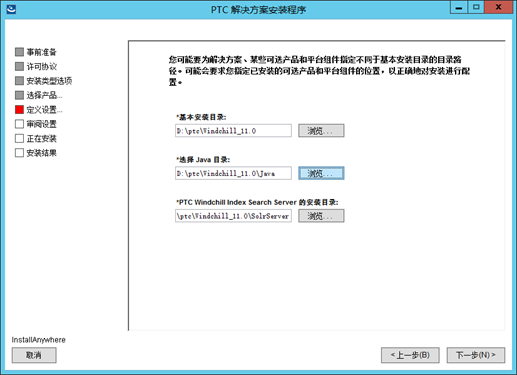 PTC 解决方案安装程序
事前准备
许可协议
安装类型选项
选择产品...
定义设置...
审阅设置
正在安装
安装结果
您可能要为解决方案、某些可选产品和平台组件指定不同于基本安装目录的目录路
径。可能会要求您指定已安装的可选产品和平台组件的位置，以正确地对安装进行配
置。
*基本安装目录:
D:\ptc\Windchill_11.0
浏览...
*选择 Java 目录:
D:\ptc\Windchill_11.0\Java
浏览...
*PTC Windchill Index Search Server 的安装目录:
\ptc\Windchill_11.0\SolrServer
浏览...
InstallAnywhere
取消
<上一步(B)
下一步(N)>